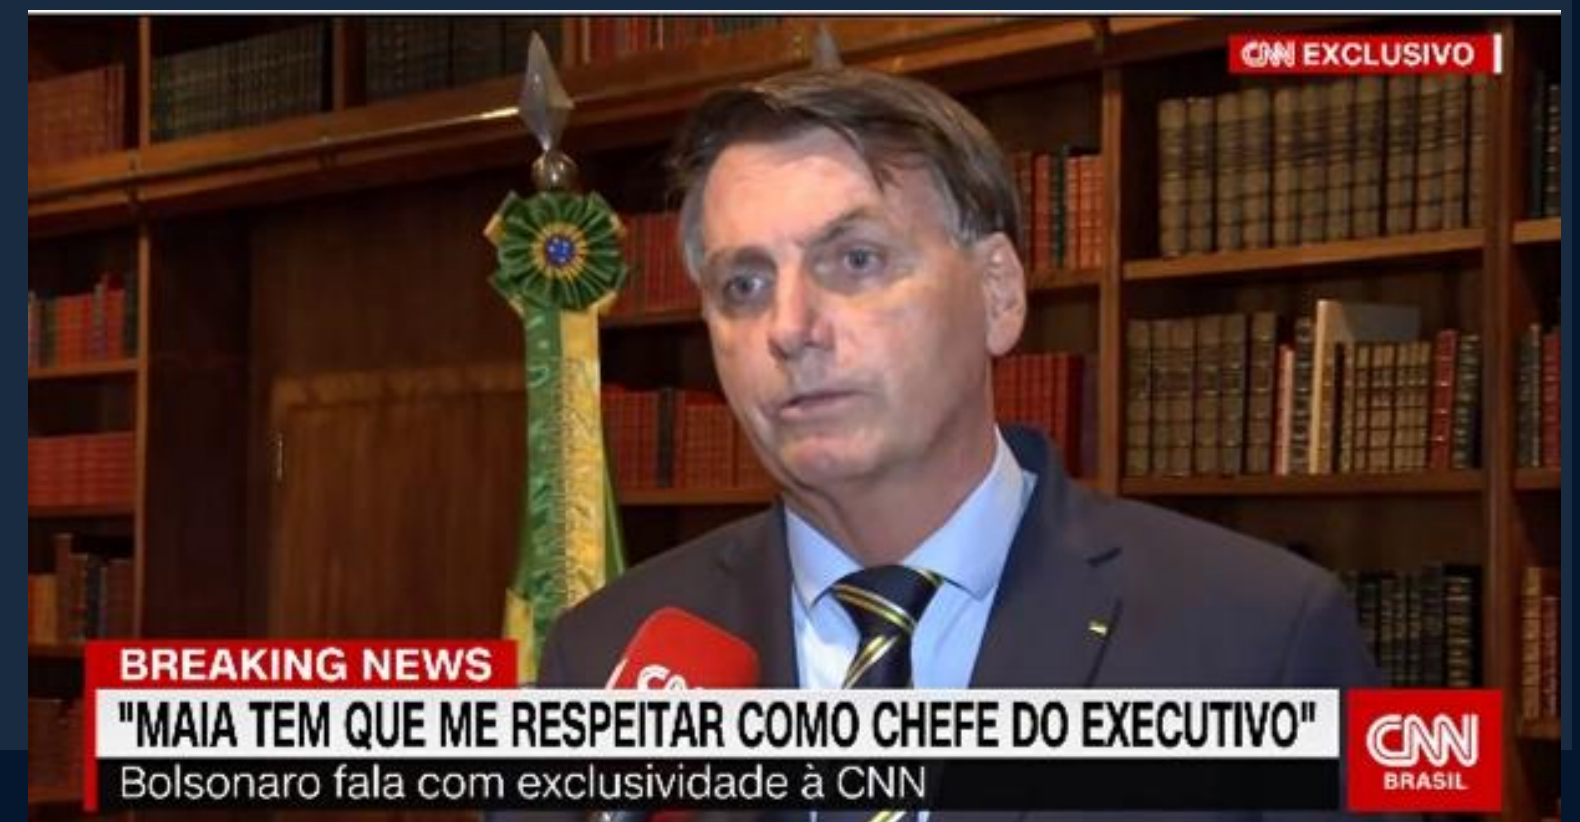 CNN EXCLUSIVO
CNN
BREAKING NEWS
"MAIA TEM QUE ME RESPEITAR COMO CHEFE DO EXECUTIVO"
Bolsonaro fala com exclusividade à CNN
CNN
BRASIL